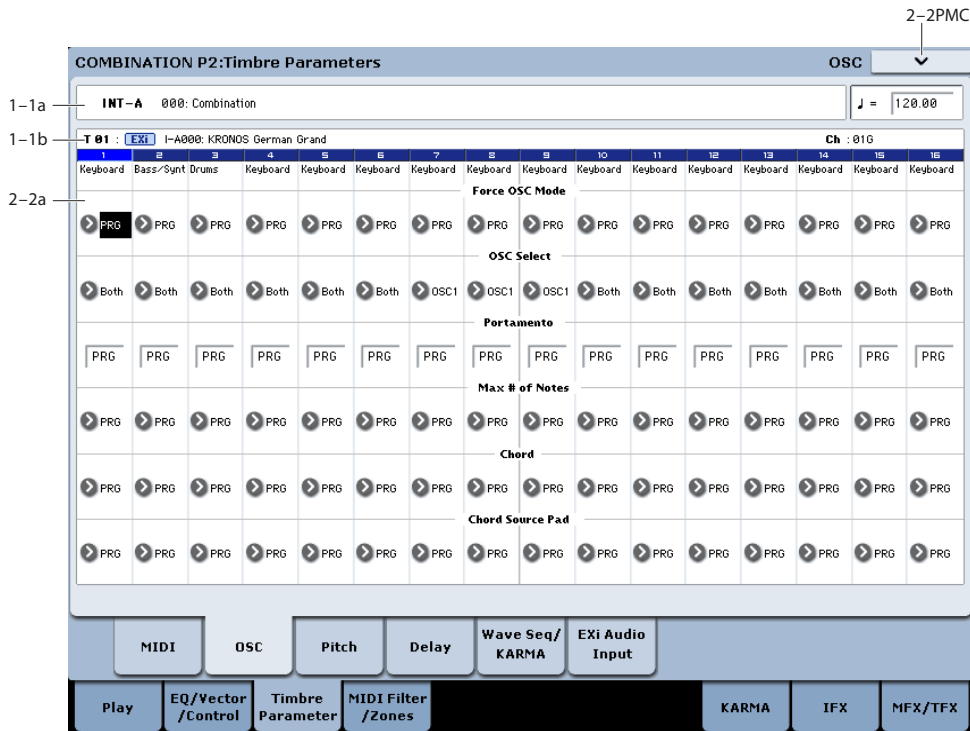 2–2PMC
COMBINATION P2:Timbre Parameters OSC
1–1a INT–A 000: Combination ♩ = 120.00
1–1b T 01 : EXi I–A000: KRONOS German Grand Ch : 01G
1 2 3 4 5 6 7 8 9 10 11 12 13 14 15 16
Keyboard Bass/Synt Drums Keyboard Keyboard Keyboard Keyboard Keyboard Keyboard Keyboard Keyboard Keyboard Keyboard Keyboard Keyboard Keyboard
2–2a Force OSC Mode
PRG PRG PRG PRG PRG PRG PRG PRG PRG PRG PRG PRG PRG PRG PRG PRG
OSC Select
Both Both Both Both Both Both OSC1 OSC1 OSC1 Both Both Both Both Both Both Both
Portamento
PRG PRG PRG PRG PRG PRG PRG PRG PRG PRG PRG PRG PRG PRG PRG PRG
Max # of Notes
PRG PRG PRG PRG PRG PRG PRG PRG PRG PRG PRG PRG PRG PRG PRG PRG
Chord
PRG PRG PRG PRG PRG PRG PRG PRG PRG PRG PRG PRG PRG PRG PRG PRG
Chord Source Pad
PRG PRG PRG PRG PRG PRG PRG PRG PRG PRG PRG PRG PRG PRG PRG PRG
MIDI OSC Pitch Delay Wave Seq/ KARMA EXi Audio Input
Play EQ/Vector /Control Timbre Parameter MIDI Filter /Zones KARMA IFX MFX/TFX